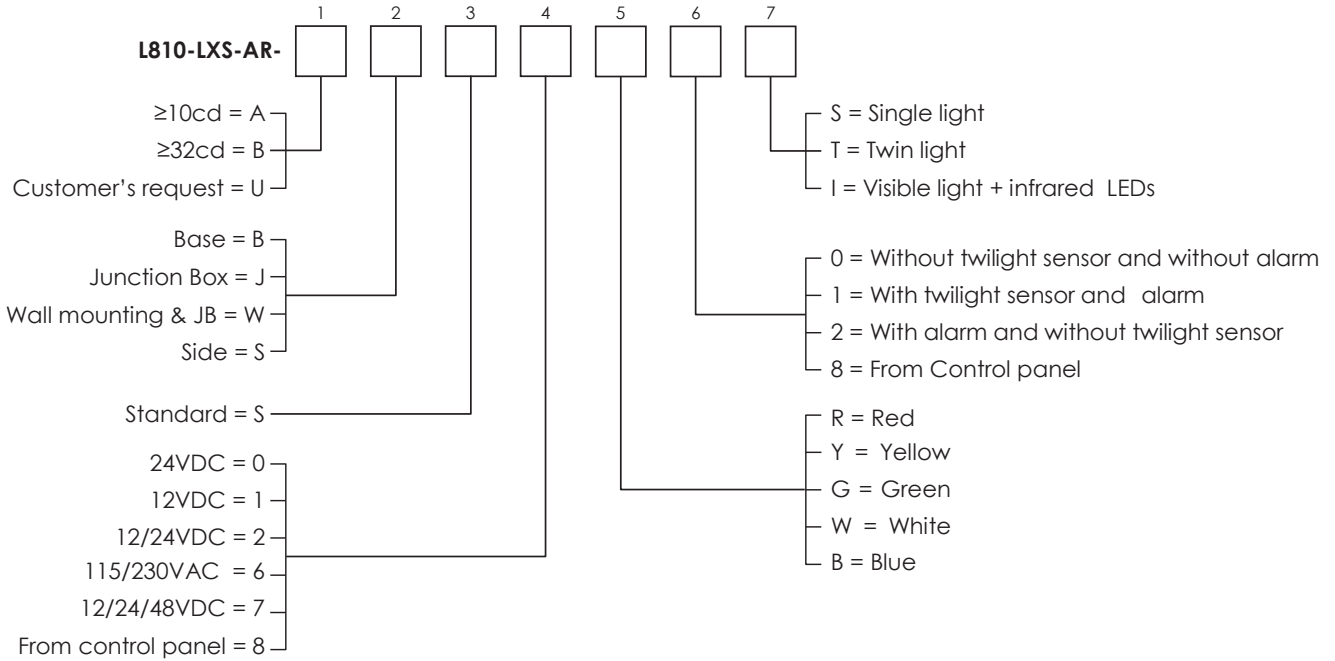 1 2 3 4 5 6 7
L810-LXS-AR-
≥10cd = A
≥32cd = B
Customer's request = U
Base = B
Junction Box = J
Wall mounting & JB = W
Side = S
Standard = S
24VDC = 0
12VDC = 1
12/24VDC = 2
115/230VAC = 6
12/24/48VDC = 7
From control panel = 8
S = Single light
T = Twin light
I = Visible light + infrared LEDs
0 = Without twilight sensor and without alarm
1 = With twilight sensor and alarm
2 = With alarm and without twilight sensor
8 = From Control panel
R = Red
Y = Yellow
G = Green
W = White
B = Blue